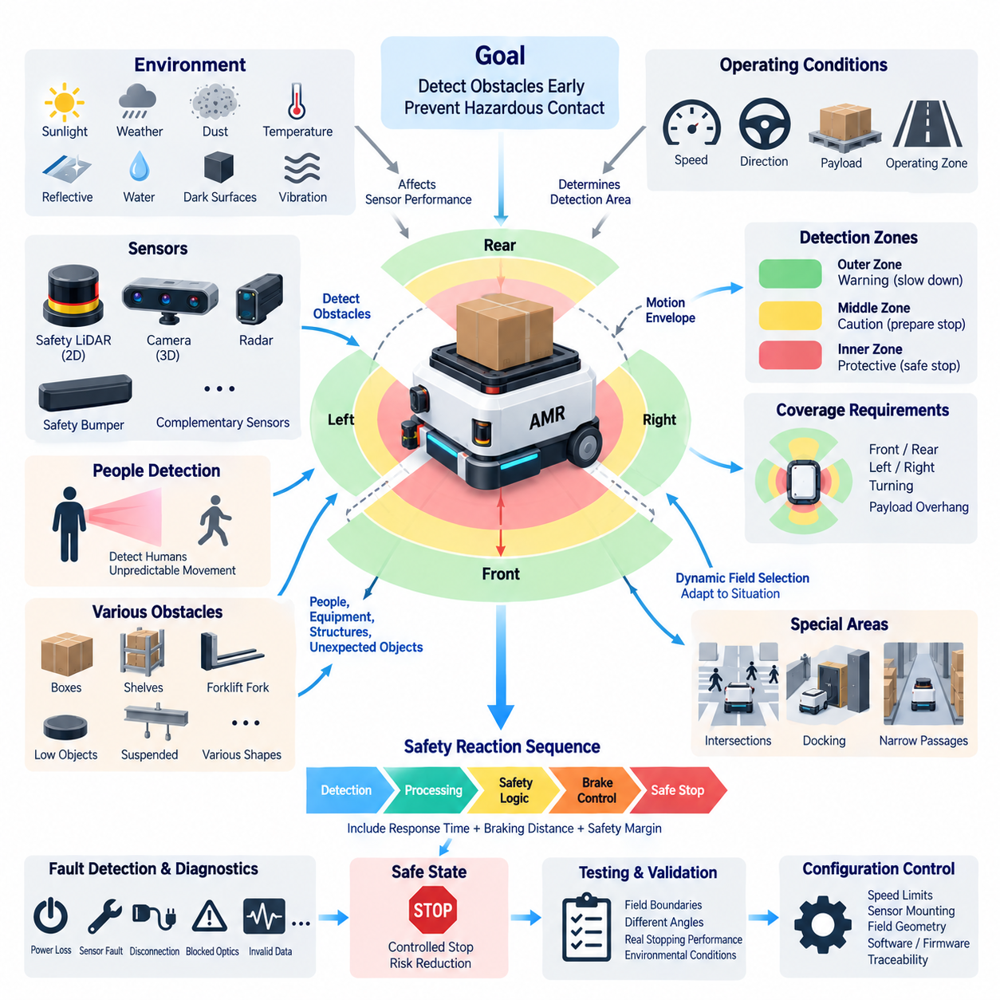 Goal
Detect Obstacles Early
Prevent Hazardous Contact
Environment
Sunlight
Weather
Dust
Temperature
Reflective
Water
Dark Surfaces
Vibration
Affects
Sensor Performance
Operating Conditions
Speed
Direction
Payload
Operating Zone
Determines
Detection Area
Sensors
Safety LiDAR
(2D)
Camera
(3D)
Radar
Safety Bumper
...
Complementary Sensors
Detect
Obstacles
Rear
Left
Right
Front
AMR
Motion
Envelope
Detection Zones
Outer Zone
Warning (slow down)
Middle Zone
Caution (prepare stop)
Inner Zone
Protective (safe stop)
Coverage Requirements
Front / Rear
Left / Right
Turning
Payload Overhang
People Detection
Detect Humans
Unpredictable Movement
Various Obstacles
Boxes
Shelves
Forklift Fork
Low Objects
Suspended
...
Various Shapes
People,
Equipment,
Structures,
Unexpected Objects
Dynamic Field Selection
Adapt to Situation
Special Areas
Intersections
Docking
Narrow Passages
Safety Reaction Sequence
Detection
Processing
Safety
Logic
Brake
Control
Safe Stop
Include Response Time + Braking Distance + Safety Margin
Fault Detection & Diagnostics
Power Loss
Sensor Fault
Disconnection
Blocked Optics
Invalid Data
...
Safe State
STOP
Controlled Stop
Risk Reduction
Testing & Validation
Field Boundaries
Different Angles
Real Stopping Performance
Environmental Conditions
Configuration Control
Speed Limits
Sensor Mounting
Field Geometry
Software / Firmware
Traceability